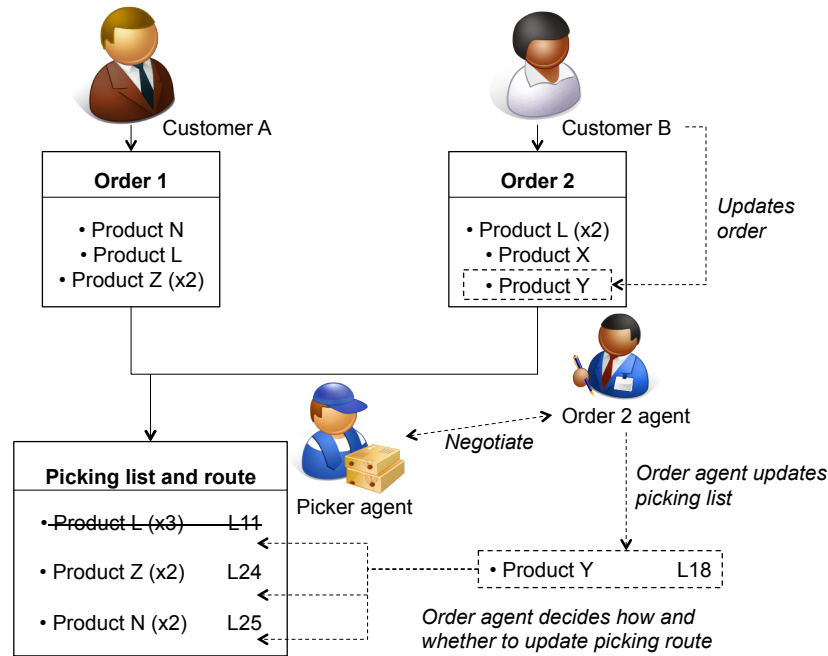 Customer A
Customer B
Order 1
• Product N
• Product L
• Product Z (x2)
Order 2
• Product L (x2)
• Product X
• Product Y
Updates
order
Order 2 agent
Negotiate
Picker agent
Order agent updates
picking list
Picking list and route
• Product L (x3) L11
• Product Z (x2) L24
• Product N (x2) L25
• Product Y L18
Order agent decides how and
whether to update picking route